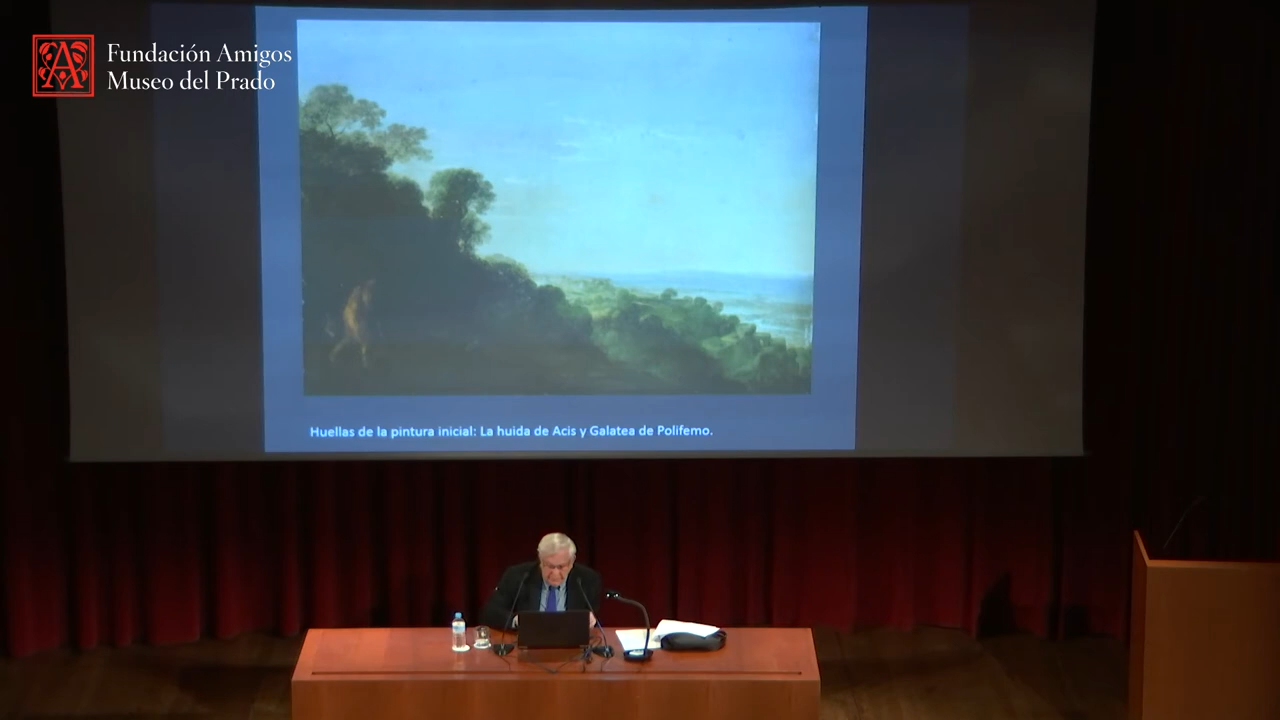 Fundación Amigos
Museo del Prado
Huellas de la pintura inicial: La huida de Acis y Galatea de Polifemo.